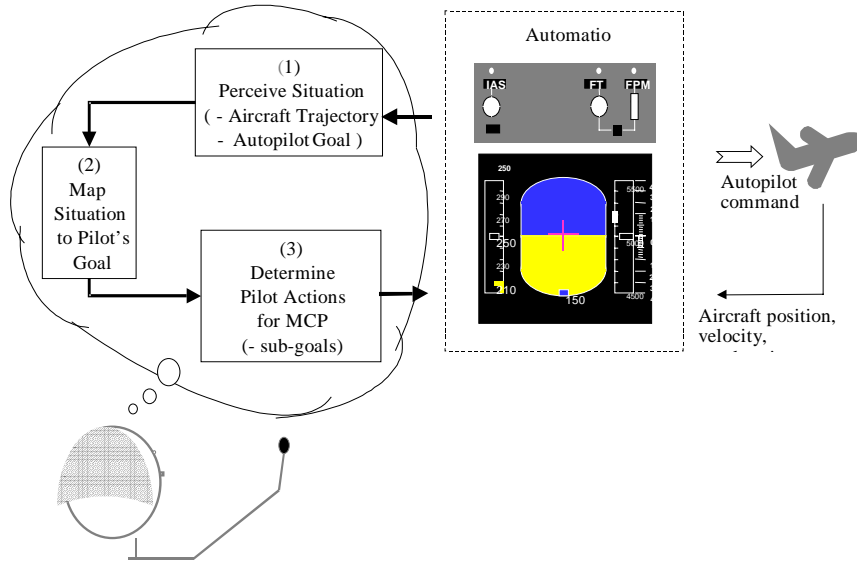 (1)
Perceive Situation
( - Aircraft Trajectory
- Autopilot Goal )
(2)
Map
Situation
to Pilot's
Goal
(3)
Determine
Pilot Actions
for MCP
(- sub-goals)
Automatio
IAS
FT
FPM
250
290
270
250
230
210
150
5500
5000
4500
Autopilot
command
Aircraft position,
velocity,